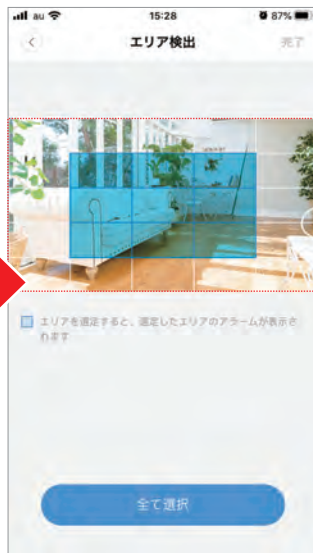 au 15:28 87%
エリア検出 完了
エリアを選定すると、選定したエリアのアラームが表示さ
れます
全て選択